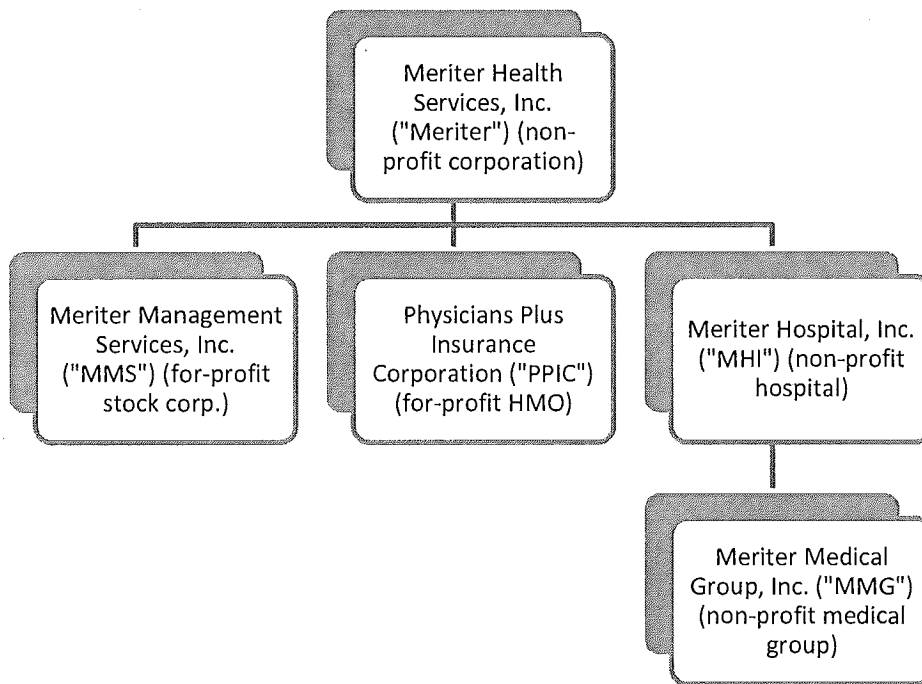 Meriter Health
Services, Inc.
("Meriter") (non-
profit corporation)
Meriter Management
Services, Inc.
("MMS") (for-profit
stock corp.)
Physicians Plus
Insurance
Corporation ("PPIC")
(for-profit HMO)
Meriter Hospital, Inc.
("MHI") (non-profit
hospital)
Meriter Medical
Group, Inc. ("MMG")
(non-profit medical
group)